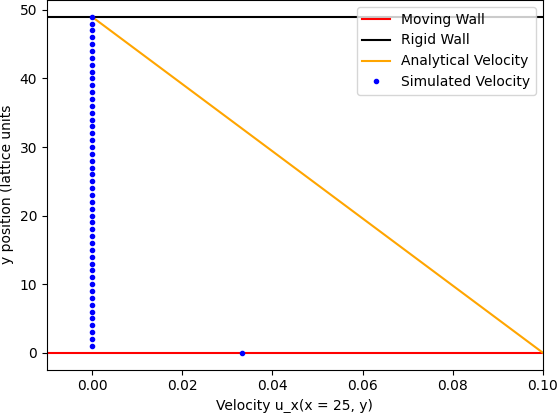 50
40
30
20
10
0
y position (lattice units
Moving Wall
Rigid Wall
Analytical Velocity
Simulated Velocity
0.00 0.02 0.04 0.06 0.08 0.10
Velocity u_x(x = 25, y)